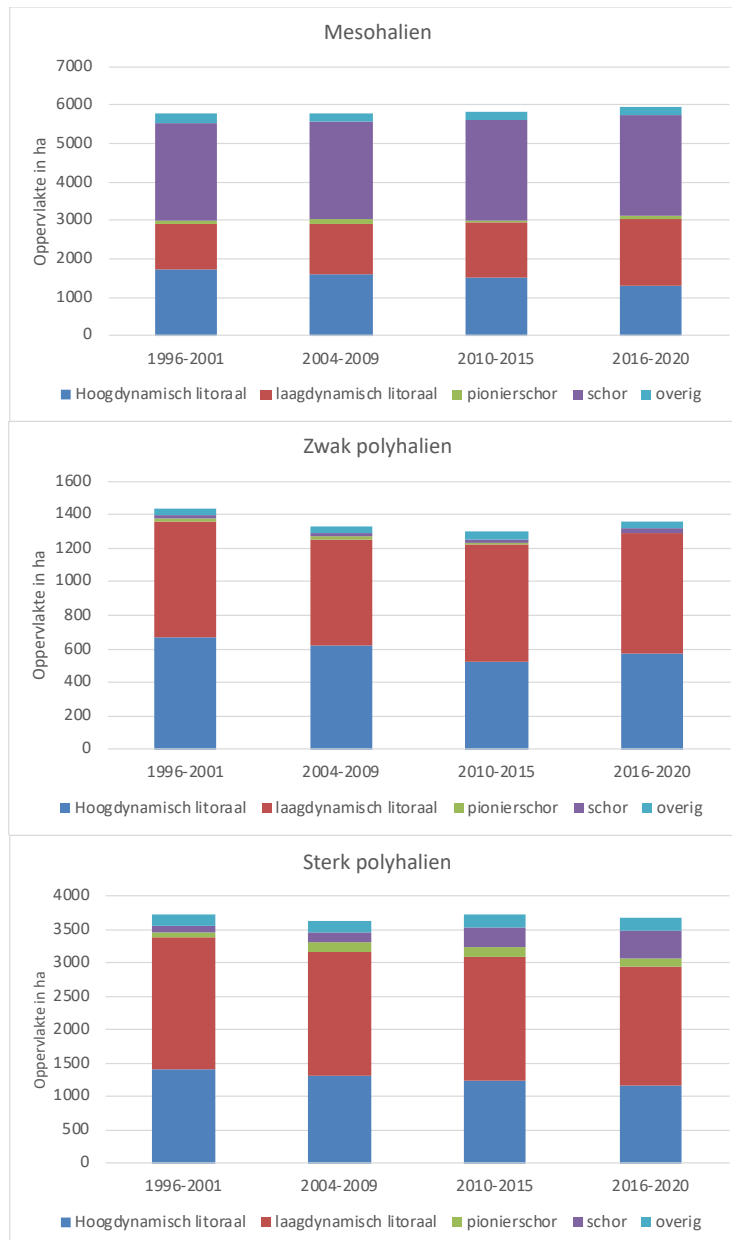 Mesohalien
7000
6000
5000
4000
3000
2000
1000
0
Oppervlakte in ha
1996-2001 2004-2009 2010-2015 2016-2020
Hoogdynamisch litoraal laagdynamisch litoraal pionierschor schor overig
Zwak polyhalien
1600
1400
1200
1000
800
600
400
200
0
Oppervlakte in ha
1996-2001 2004-2009 2010-2015 2016-2020
Hoogdynamisch litoraal laagdynamisch litoraal pionierschor schor overig
Sterk polyhalien
4000
3500
3000
2500
2000
1500
1000
500
0
Oppervlakte in ha
1996-2001 2004-2009 2010-2015 2016-2020
Hoogdynamisch litoraal laagdynamisch litoraal pionierschor schor overig